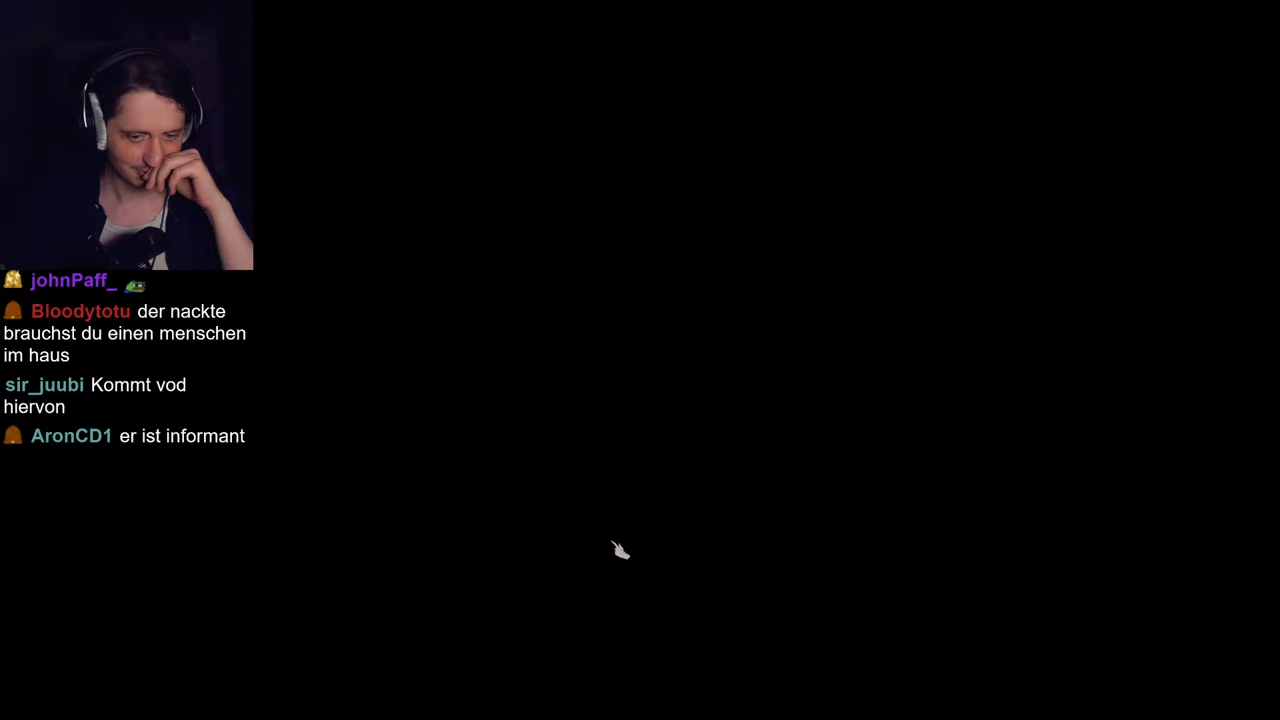 johnPaff_
Bloodytotu der nackte
brauchst du einen menschen
im haus
sir_juubi Kommt vod
hiervon
AronCD1 er ist informant